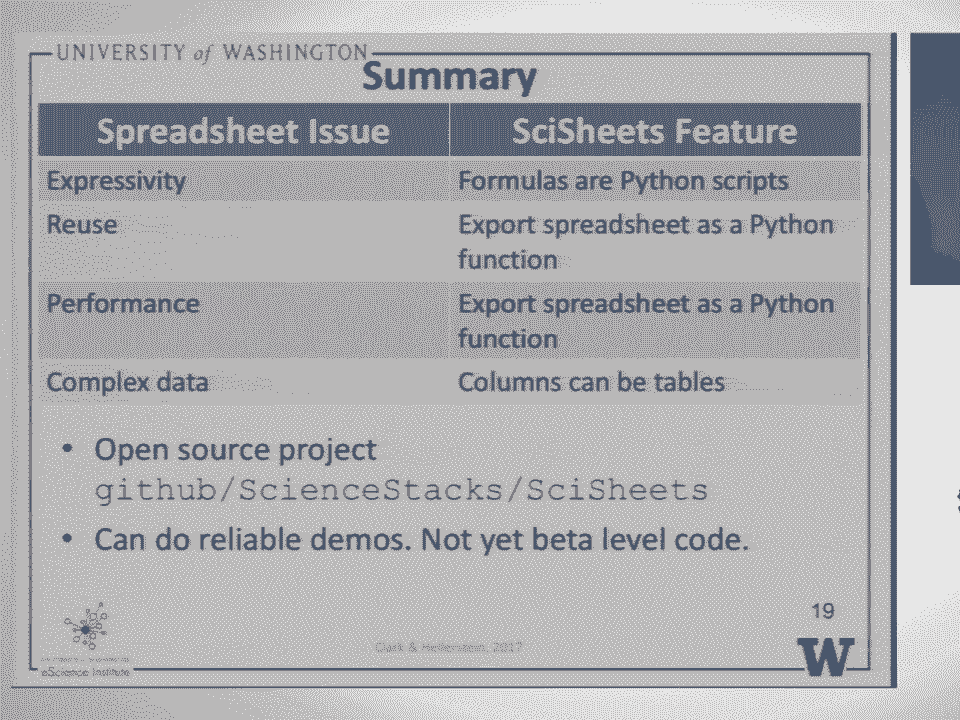 UNIVERSITY of WASHINGTON
Summary
Spreadsheet Issue SciSheets Feature
Expressivity Formulas are Python scripts
Reuse Export spreadsheet as a Python
function
Performance Export spreadsheet as a Python
function
Complex data Columns can be tables
• Open source project
github/ScienceStacks/SciSheets
• Can do reliable demos. Not yet beta level code.
19
Clark & Hellerstein, 2017
W
eScience Institute